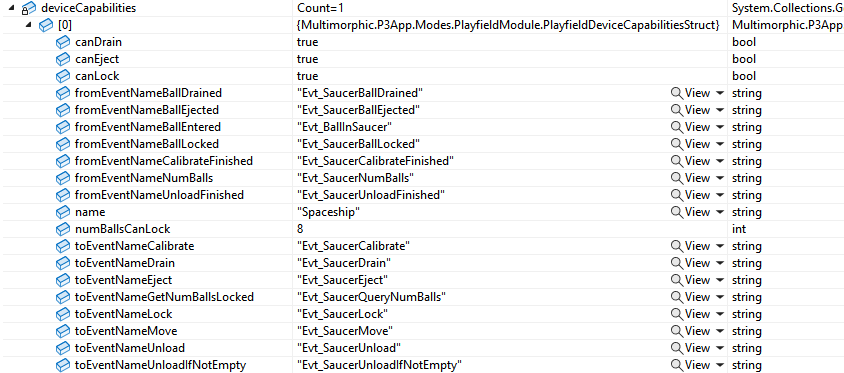 deviceCapabilities Count=1 System.Collections.G
[0] {Multimorphic.P3App.Modes.PlayfieldModule.PlayfieldDeviceCapabilitiesStruct} Multimorphic.P3App
canDrain true bool
canEject true bool
canLock true bool
fromEventNameBallDrained "Evt_SaucerBallDrained" View string
fromEventNameBallEjected "Evt_SaucerBallEjected" View string
fromEventNameBallEntered "Evt_BallInSaucer" View string
fromEventNameBallLocked "Evt_SaucerBallLocked" View string
fromEventNameCalibrateFinished "Evt_SaucerCalibrateFinished" View string
fromEventNameNumBalls "Evt_SaucerNumBalls" View string
fromEventNameUnloadFinished "Evt_SaucerUnloadFinished" View string
name "Spaceship" View string
numBallsCanLock 8 int
toEventNameCalibrate "Evt_SaucerCalibrate" View string
toEventNameDrain "Evt_SaucerDrain" View string
toEventNameEject "Evt_SaucerEject" View string
toEventNameGetNumBallsLocked "Evt_SaucerQueryNumBalls" View string
toEventNameLock "Evt_SaucerLock" View string
toEventNameMove "Evt_SaucerMove" View string
toEventNameUnload "Evt_SaucerUnload" View string
toEventNameUnloadIfNotEmpty "Evt_SaucerUnloadIfNotEmpty" View string